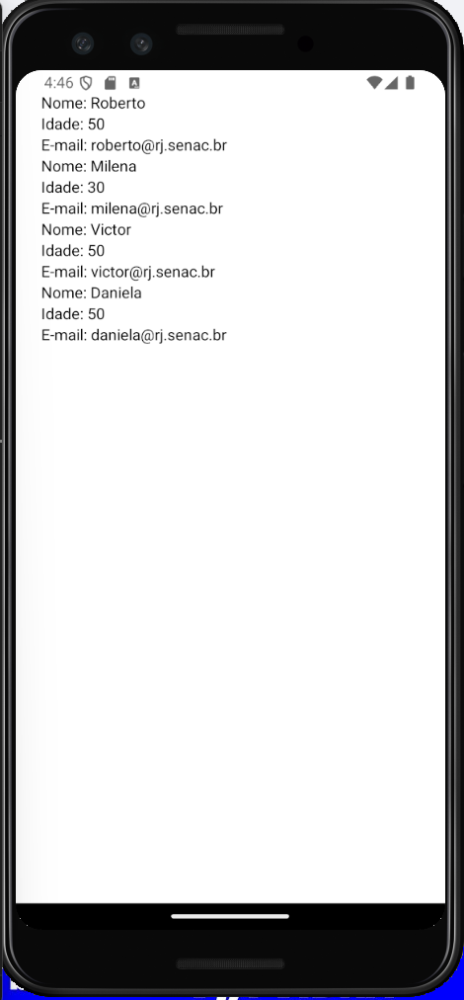 4:46
Nome: Roberto
Idade: 50
E-mail: roberto@rj.senac.br
Nome: Milena
Idade: 30
E-mail: milena@rj.senac.br
Nome: Victor
Idade: 50
E-mail: victor@rj.senac.br
Nome: Daniela
Idade: 50
E-mail: daniela@rj.senac.br